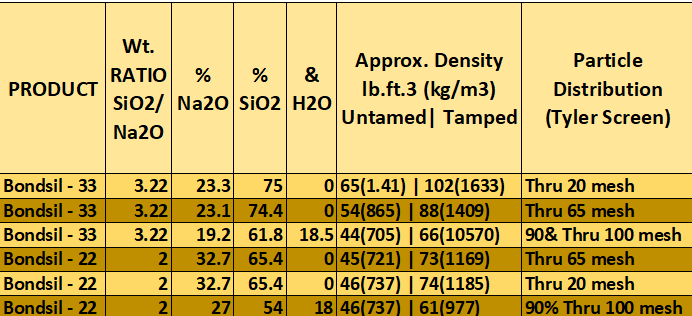 PRODUCT | Wt. RATIO SiO2/ Na2O | % Na2O | % SiO2 | & H2O | Approx. Density lb.ft.3 (kg/m3) Untamed| Tamped | Particle Distribution (Tyler Screen)
Bondsil - 33 3.22 23.3 75 0 65(1.41) | 102(1633) Thru 20 mesh
Bondsil - 33 3.22 23.1 74.4 0 54(865) | 88(1409) Thru 65 mesh
Bondsil - 33 3.22 19.2 61.8 18.5 44(705) | 66(10570) 90& Thru 100 mesh
Bondsil - 22 2 32.7 65.4 0 45(721) | 73(1169) Thru 65 mesh
Bondsil - 22 2 32.7 65.4 0 46(737) | 74(1185) Thru 20 mesh
Bondsil - 22 2 27 54 18 46(737) | 61(977) 90% Thru 100 mesh